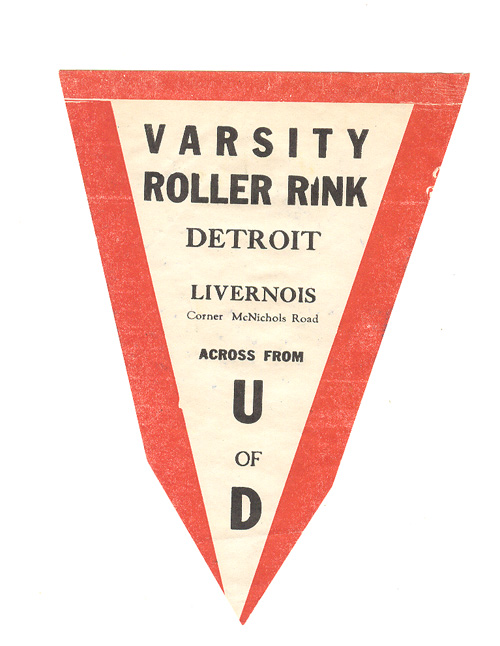 VARSITY
ROLLER RINK
DETROIT
LIVERNOIS
Corner McNichols Road
ACROSS FROM
U
OF
D